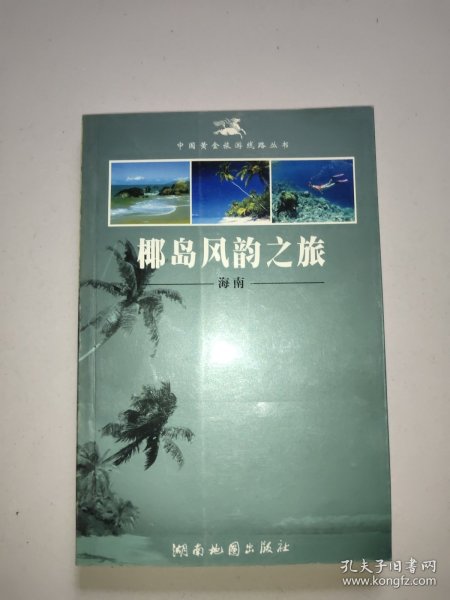 中国黄金旅游线路丛书
椰岛风韵之旅
海南
湖南地图出版社
孔夫子旧书网
www.kongfz.com